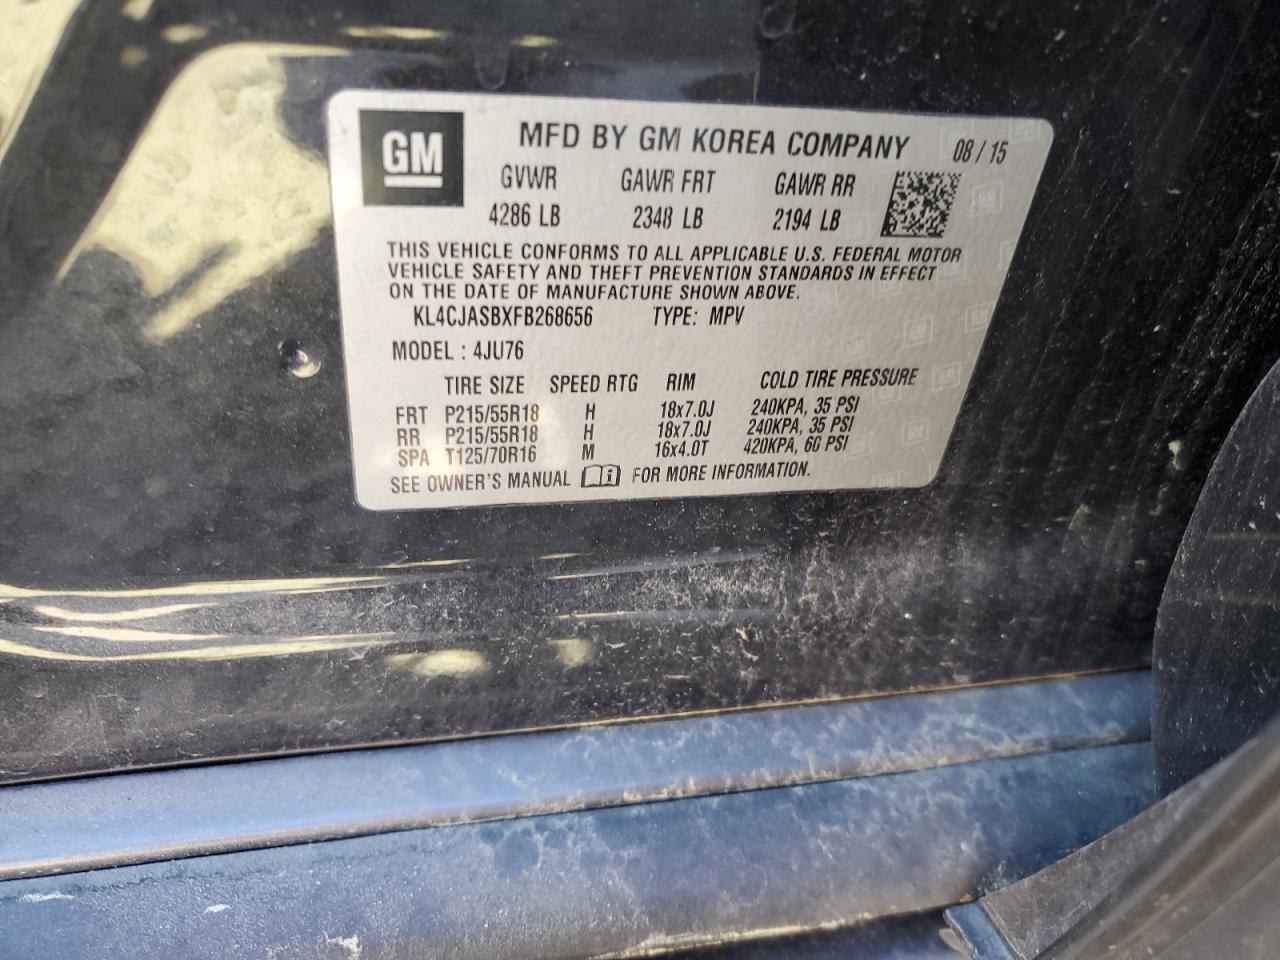 GM MFD BY GM KOREA COMPANY 08 / 15
GVWR GAWR FRT GAWR RR
4286 LB 2348 LB 2194 LB
THIS VEHICLE CONFORMS TO ALL APPLICABLE U.S. FEDERAL MOTOR
VEHICLE SAFETY AND THEFT PREVENTION STANDARDS IN EFFECT
ON THE DATE OF MANUFACTURE SHOWN ABOVE.
KL4CJASBXFB268656 TYPE: MPV
MODEL : 4JU76
TIRE SIZE SPEED RTG RIM COLD TIRE PRESSURE
FRT P215/55R18 H 18x7.0J 240KPA, 35 PSI
RR P215/55R18 H 18x7.0J 240KPA, 35 PSI
SPA T125/70R16 M 16x4.0T 420KPA, 60 PSI
SEE OWNER'S MANUAL FOR MORE INFORMATION.